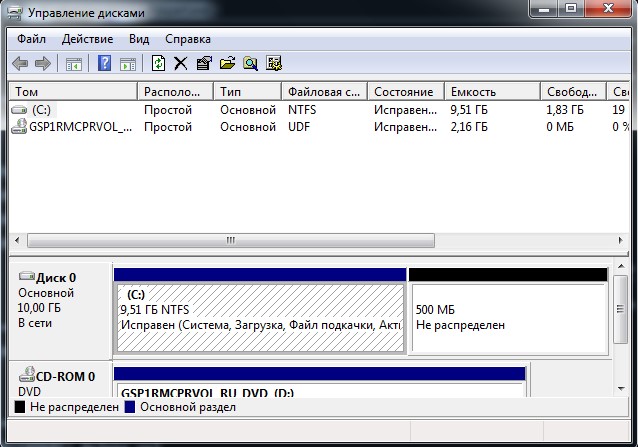 Управление дисками
Файл Действие Вид Справка
Том Располо... Тип Файловая с... Состояние Емкость Свобод... Сво
(C:) Простой Основной NTFS Исправен... 9,51 ГБ 1,83 ГБ 19
GSP1RMCPRVOL_... Простой Основной UDF Исправен... 2,16 ГБ 0 МБ 0 %
Диск 0
Основной
10,00 ГБ
В сети
(C:)
9,51 ГБ NTFS
Исправен (Система, Загрузка, Файл подкачки, Акти
500 МБ
Не распределен
CD-ROM 0
DVD
GSP1RMCPRVOL_RU_DVD (D:)
Не распределен Основной раздел